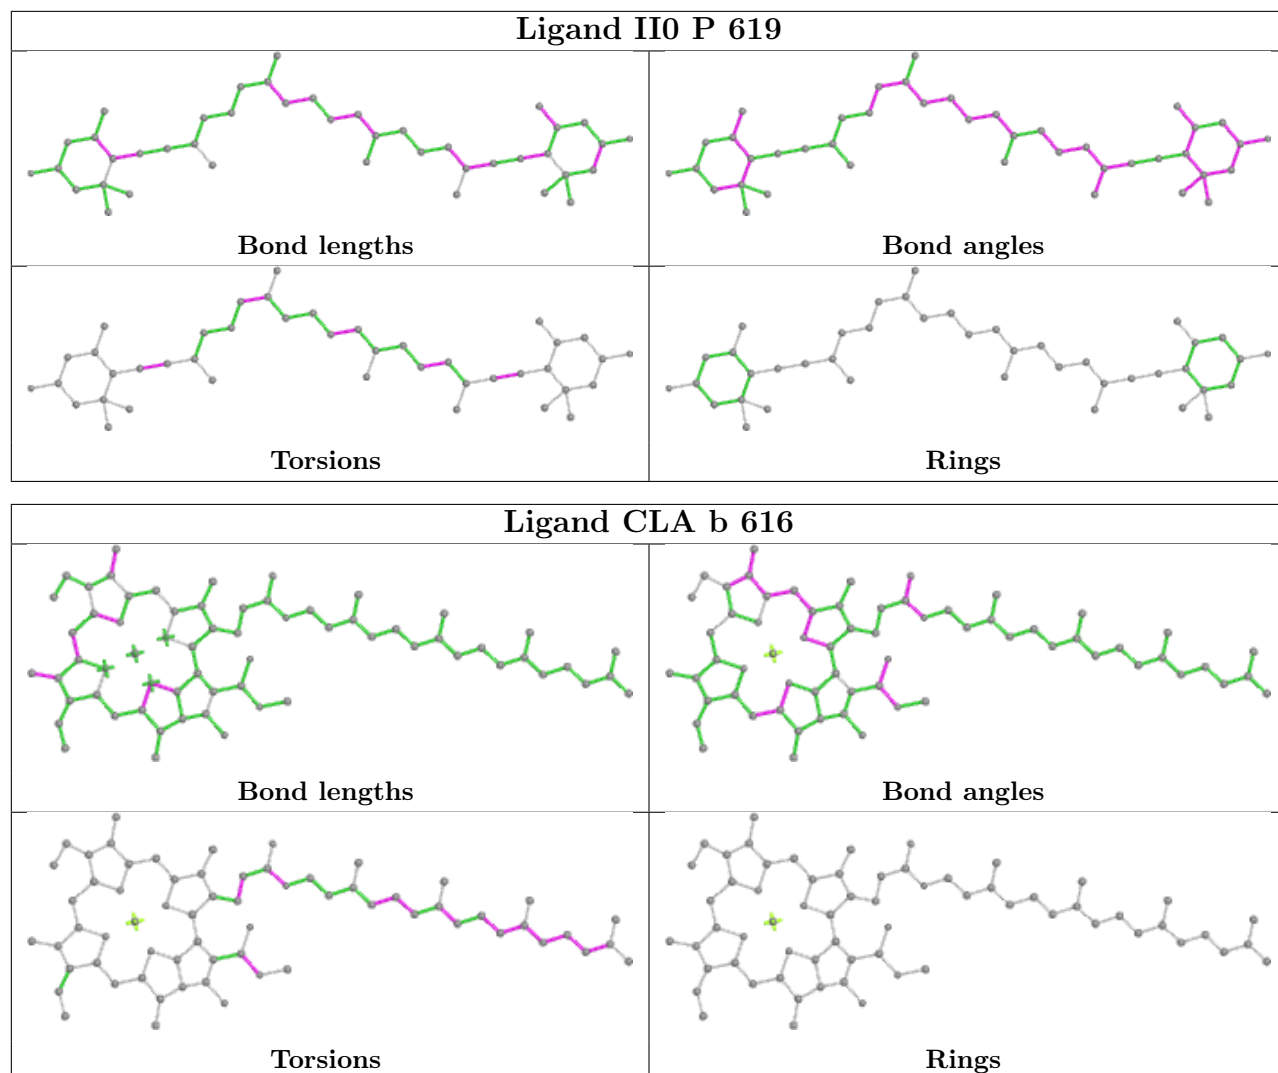 Ligand II0 P 619
Bond lengths
Bond angles
Torsions
Rings
Ligand CLA b 616
Bond lengths
Bond angles
Torsions
Rings